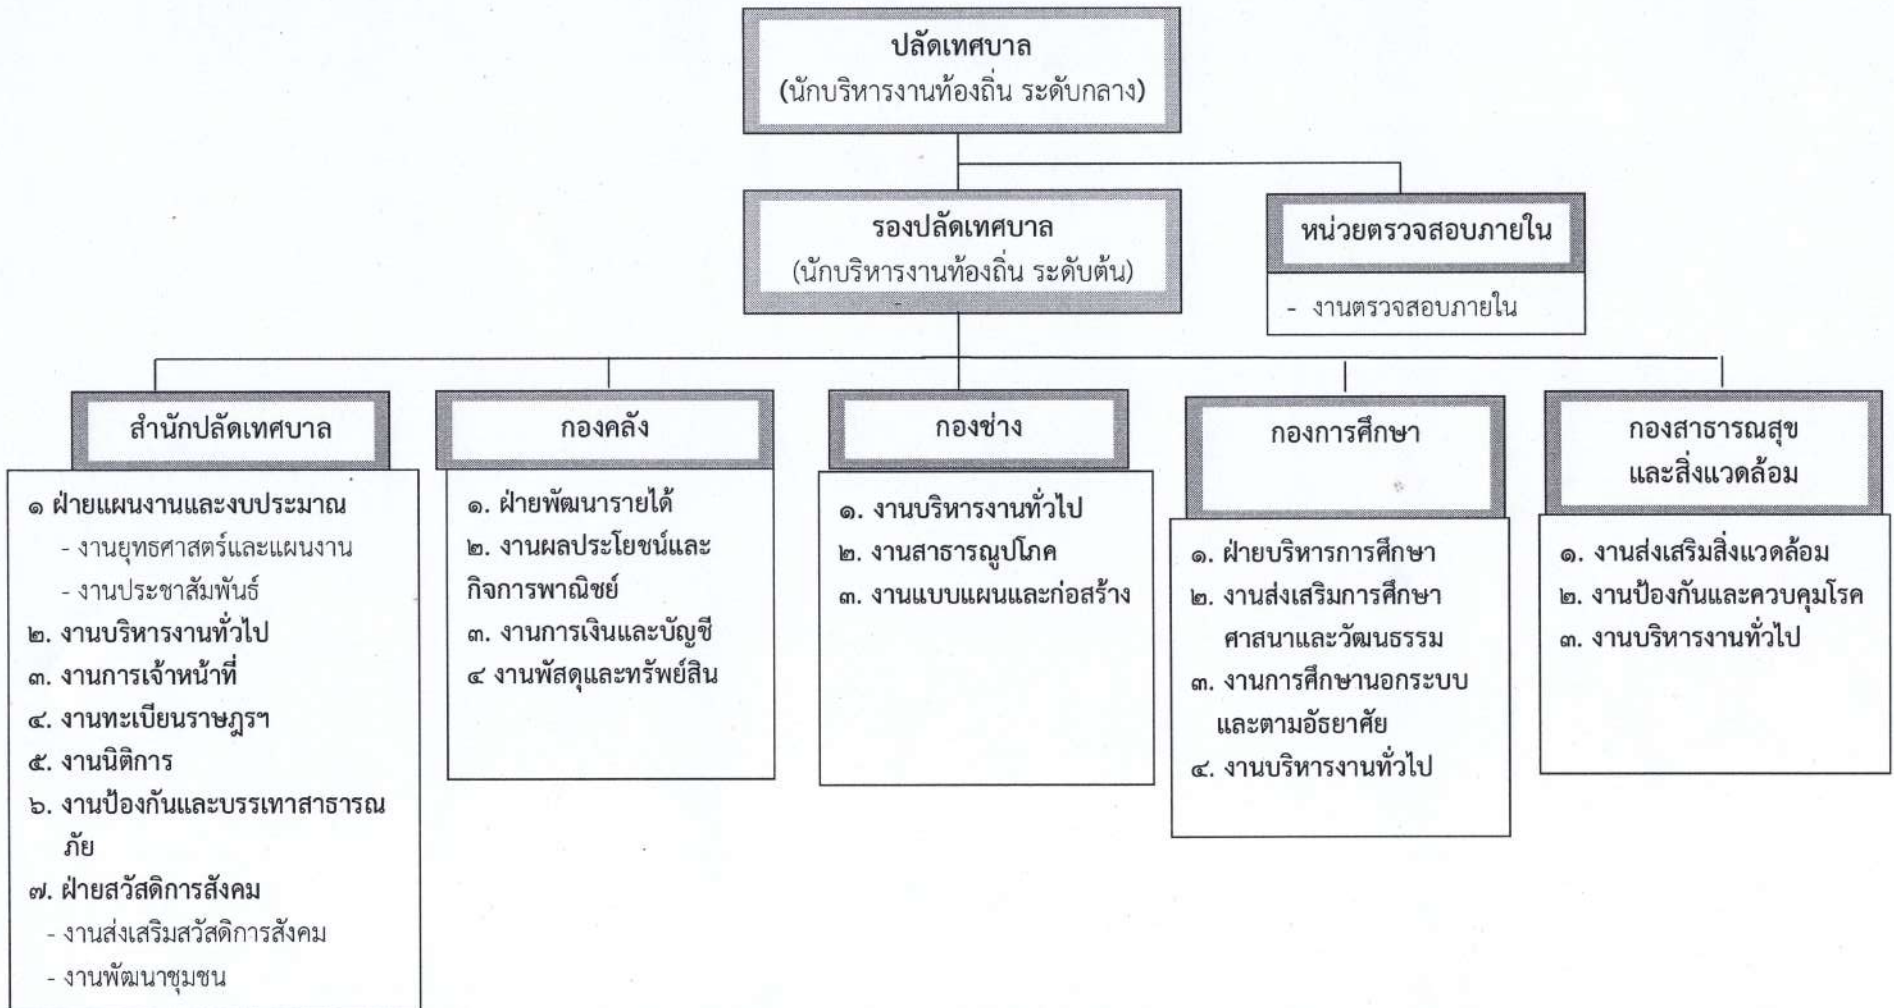 ปลัดเทศบาล
(นักบริหารงานท้องถิ่น ระดับกลาง)
รองปลัดเทศบาล
(นักบริหารงานท้องถิ่น ระดับต้น)
หน่วยตรวจสอบภายใน
- งานตรวจสอบภายใน
สำนักปลัดเทศบาล
๑ ฝ่ายแผนงานและงบประมาณ
- งานยุทธศาสตร์และแผนงาน
- งานประชาสัมพันธ์
๒. งานบริหารงานทั่วไป
๓. งานการเจ้าหน้าที่
๔. งานทะเบียนราษฎรฯ
๕. งานนิติการ
๖. งานป้องกันและบรรเทาสาธารณ
ภัย
๗. ฝ่ายสวัสดิการสังคม
- งานส่งเสริมสวัสดิการสังคม
- งานพัฒนาชุมชน
กองคลัง
๑. ฝ่ายพัฒนารายได้
๒. งานผลประโยชน์และ
กิจการพาณิชย์
๓. งานการเงินและบัญชี
๔ งานพัสดุและทรัพย์สิน
กองช่าง
๑. งานบริหารงานทั่วไป
๒. งานสาธารณูปโภค
๓. งานแบบแผนและก่อสร้าง
กองการศึกษา
๑. ฝ่ายบริหารการศึกษา
๒. งานส่งเสริมการศึกษา
ศาสนาและวัฒนธรรม
๓. งานการศึกษานอกระบบ
และตามอัธยาศัย
๔. งานบริหารงานทั่วไป
กองสาธารณสุข
และสิ่งแวดล้อม
๑. งานส่งเสริมสิ่งแวดล้อม
๒. งานป้องกันและควบคุมโรค
๓. งานบริหารงานทั่วไป